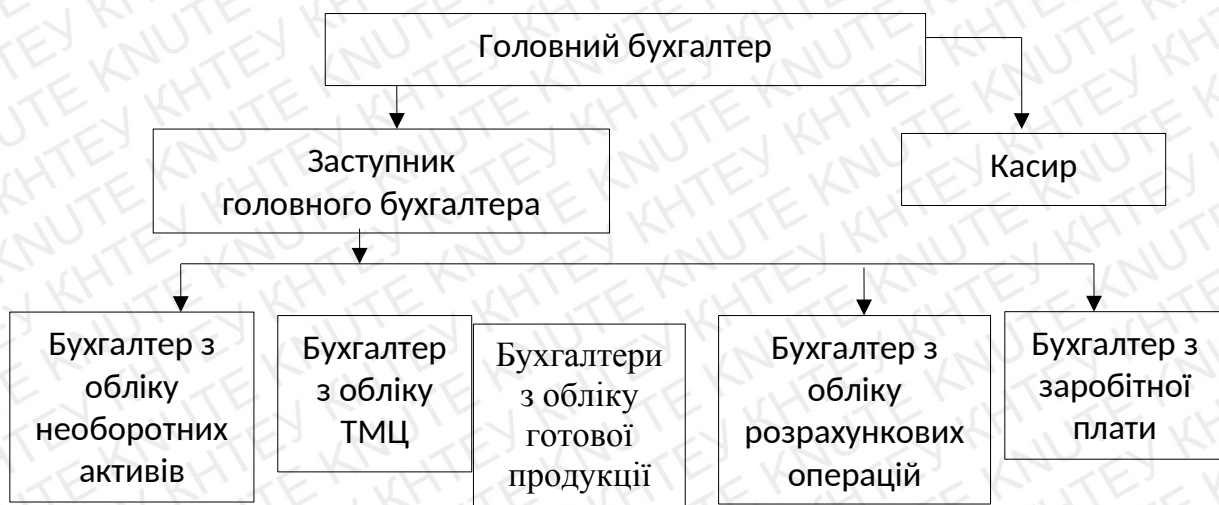 Головний бухгалтер
Заступник
головного бухгалтера
Касир
Бухгалтер з
обліку
необоротних
активів
Бухгалтер
з обліку
ТМЦ
Бухгалтери
з обліку
готової
продукції
Бухгалтер з
обліку
розрахункових
операцій
Бухгалтер з
заробітної
плати